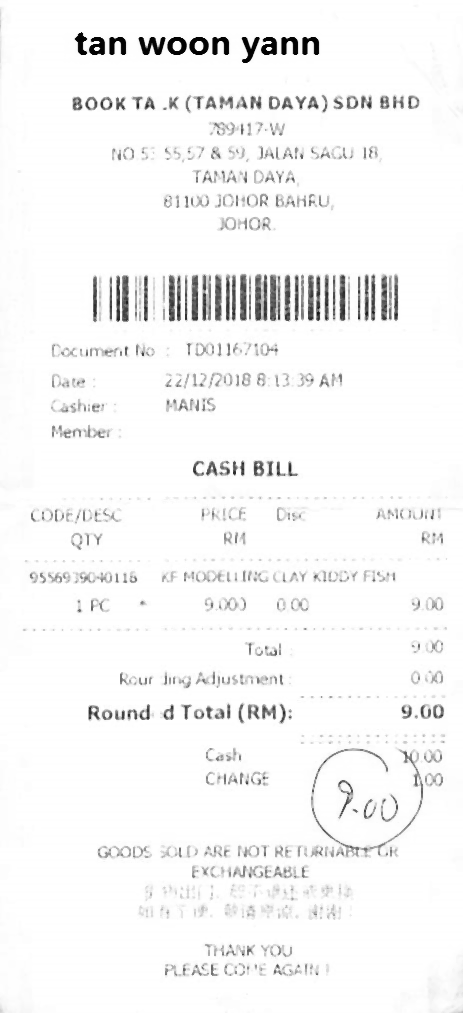 tan woon yann
BOOK TA .K (TAMAN DAYA) SDN BHD
789417-W
NO 5: 55,57 & 59, JALAN SAGU 18,
TAMAN DAYA,
81100 JOHOR BAHRU,
JOHOR.
Document No : TD01167104
Date : 22/12/2018 8:13:39 AM
Cashier : MANIS
Member :
CASH BILL
CODE/DESC PRICE Disc AMOUNT
QTY RM RM
9556939040116 KF MODELLING CLAY KIDDY FISH
1 PC * 9.000 0.00 9.00
Total : 9.00
Rour ding Adjustment : 0.00
Round d Total (RM): 9.00
Cash 10.00
CHANGE 1.00
9.00
GOODS SOLD ARE NOT RETURNABLE OR
EXCHANGEABLE
THANK YOU
PLEASE COME AGAIN !